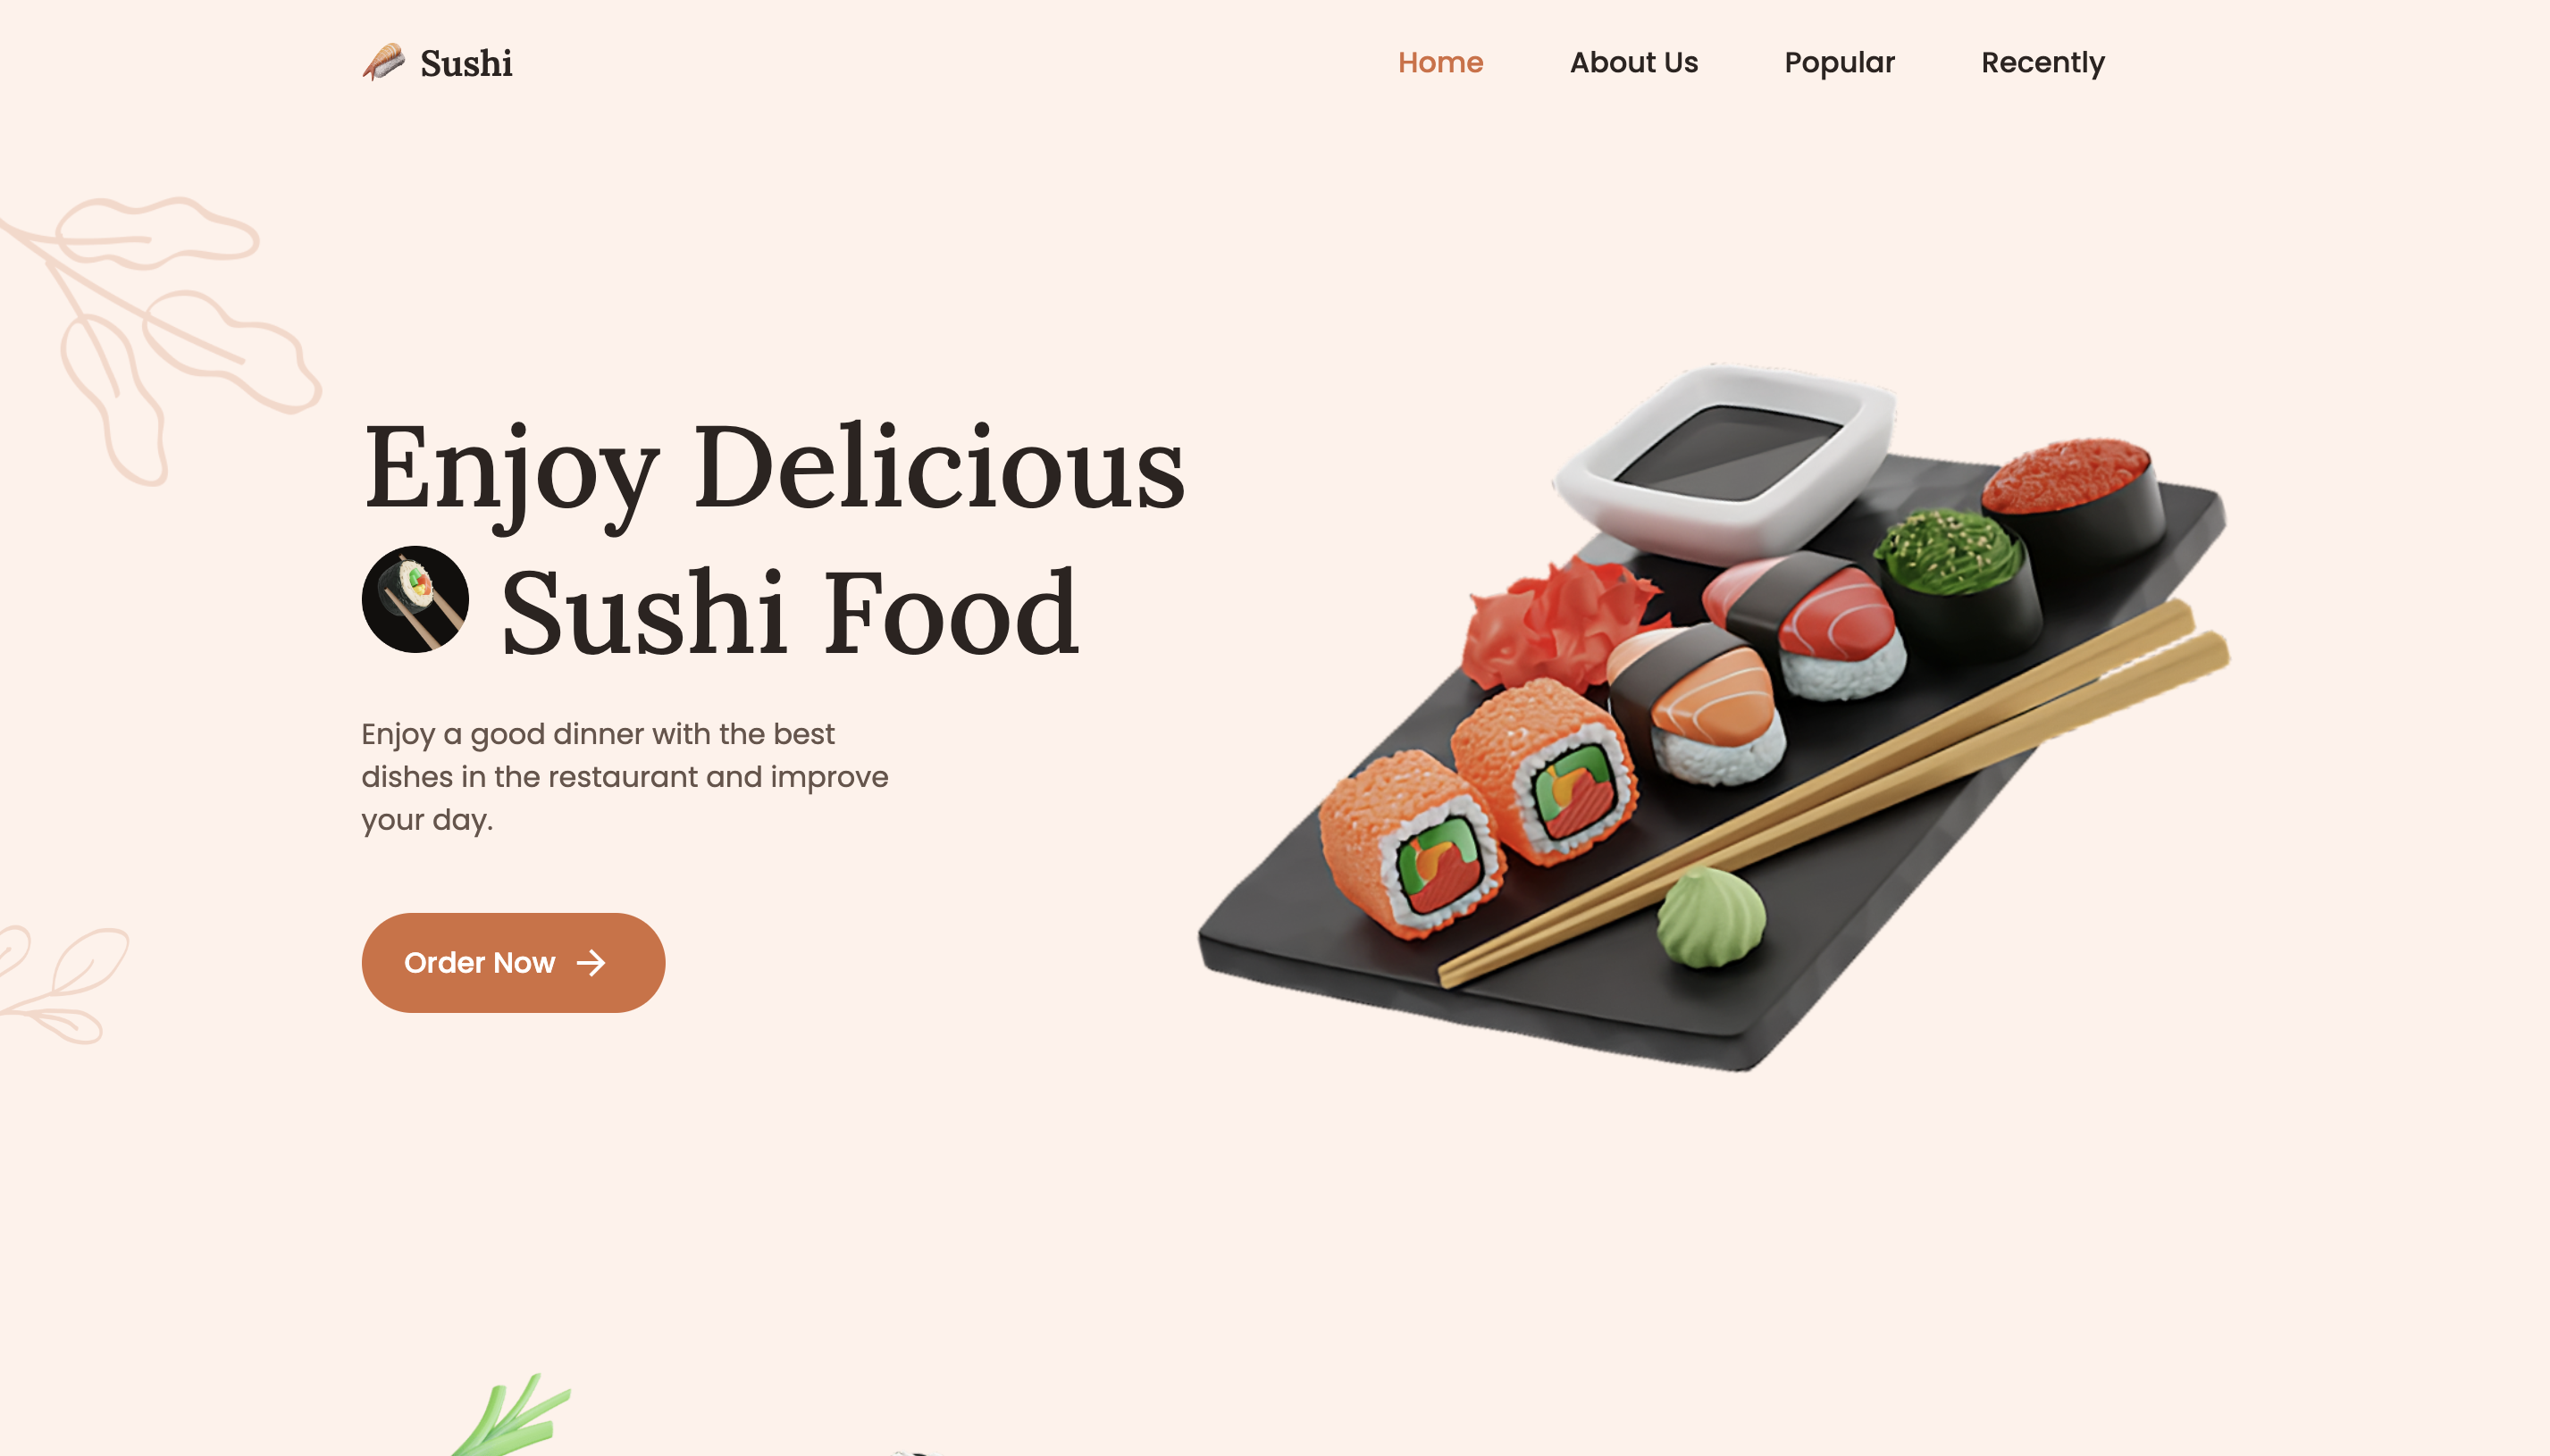 Sushi
Home
About Us
Popular
Recently
Enjoy Delicious
Sushi Food
Enjoy a good dinner with the best
dishes in the restaurant and improve
your day.
Order Now